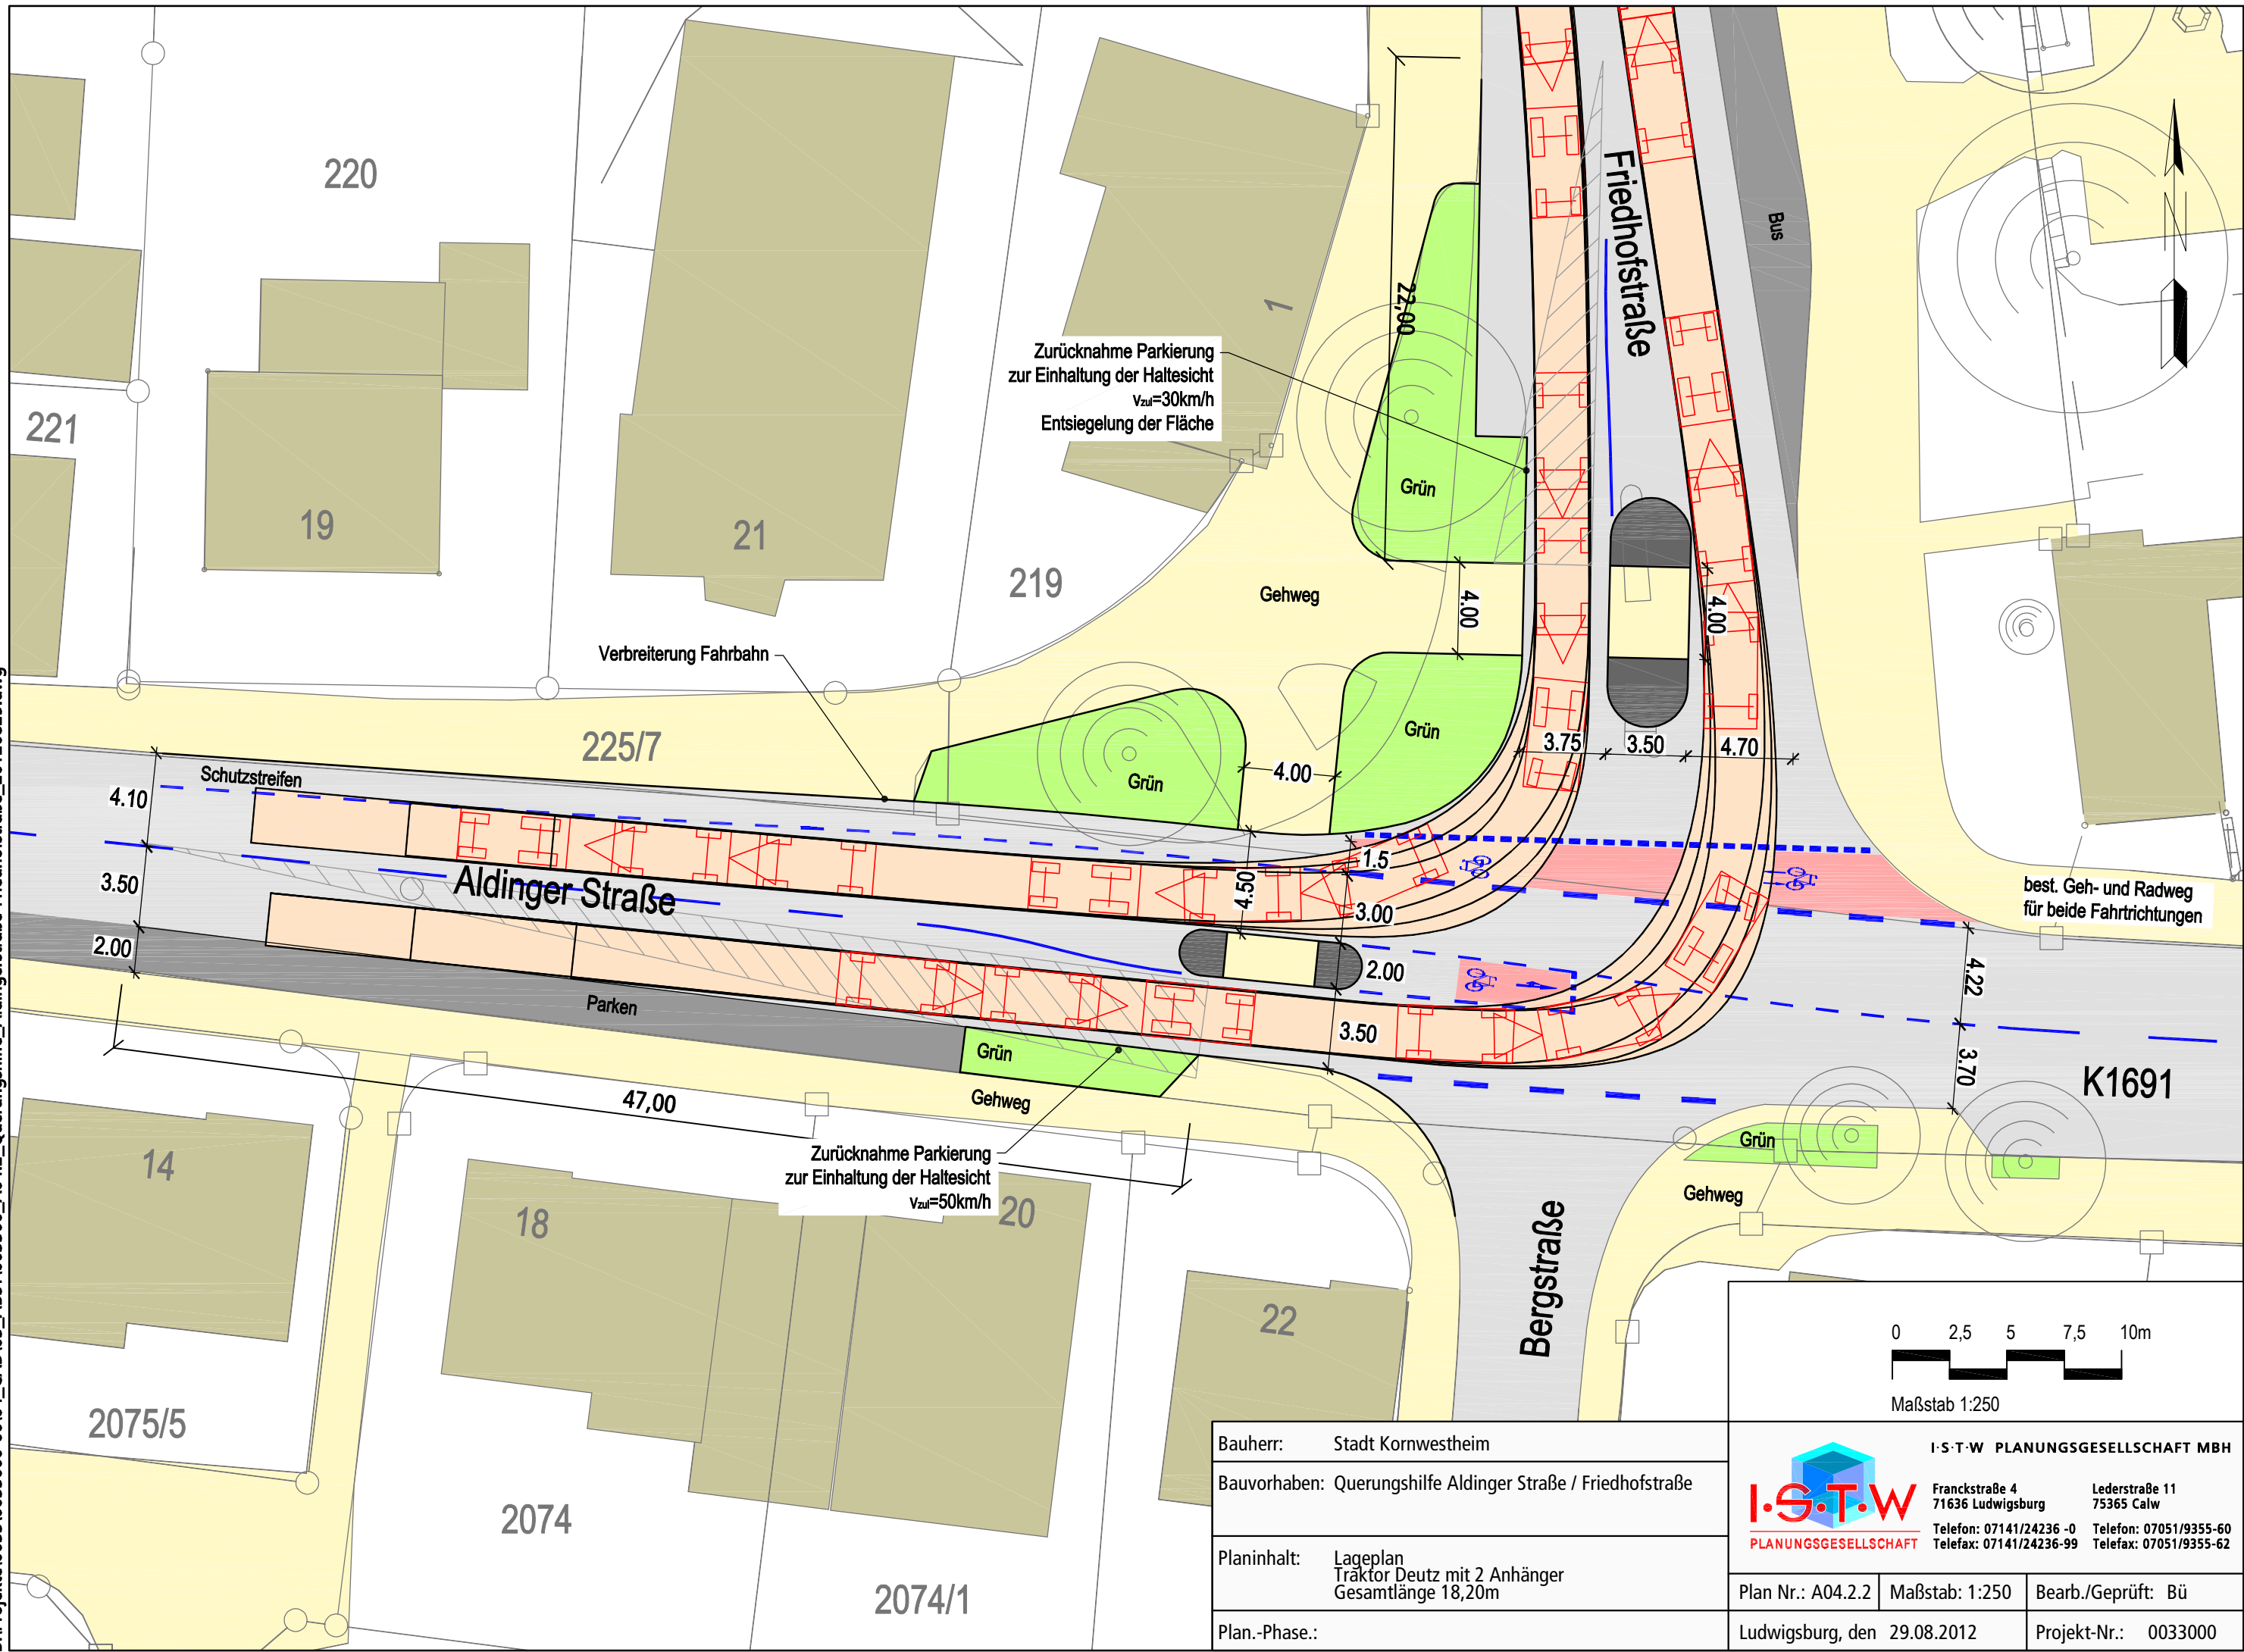 220
221
19
21
219
1
22,00
Friedhofstraße
Bus
Zurücknahme Parkierung
zur Einhaltung der Haltesicht
vzul=30km/h
Entsiegelung der Fläche
Grün
Gehweg
4.00
4.00
Verbreiterung Fahrbahn
225/7
Grün
Grün
4.00
3.75
3.50
4.70
Schutzstreifen
4.10
3.50
2.00
Aldinger Straße
4.50
1.5
3.00
2.00
3.50
best. Geh- und Radweg
für beide Fahrtrichtungen
4.22
3.70
K1691
Parken
Grün
Gehweg
47,00
Zurücknahme Parkierung
zur Einhaltung der Haltesicht
vzul=50km/h
Grün
Gehweg
14
18
20
22
Bergstraße
2075/5
2074
2074/1
0 2,5 5 7,5 10m
Maßstab 1:250
Bauherr: Stadt Kornwestheim
Bauvorhaben: Querungshilfe Aldinger Straße / Friedhofstraße
Planinhalt: Lageplan
Traktor Deutz mit 2 Anhänger
Gesamtlänge 18,20m
Plan.-Phase.:
I·S·T·W PLANUNGSGESELLSCHAFT MBH
I·S·T·W
PLANUNGSGESELLSCHAFT
Franckstraße 4 Lederstraße 11
71636 Ludwigsburg 75365 Calw
Telefon: 07141/24236 -0 Telefon: 07051/9355-60
Telefax: 07141/24236-99 Telefax: 07051/9355-62
Plan Nr.: A04.2.2 Maßstab: 1:250 Bearb./Geprüft: Bü
Ludwigsburg, den 29.08.2012 Projekt-Nr.: 0033000